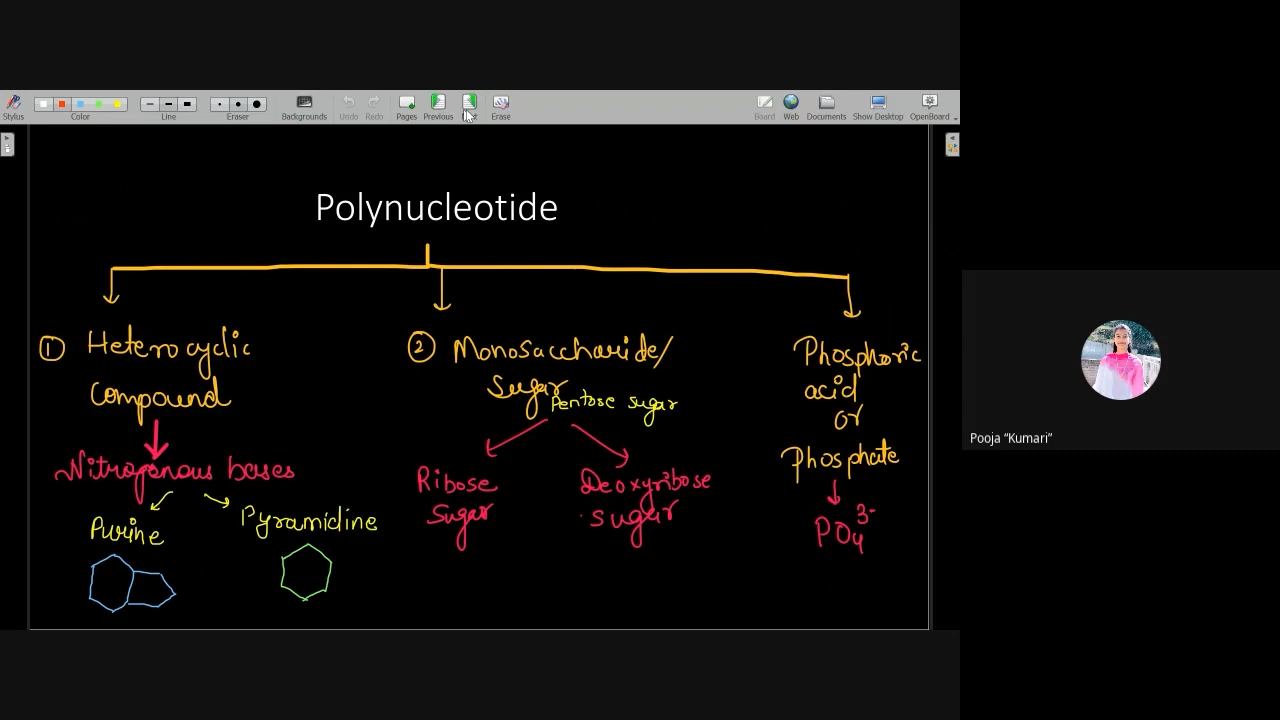 Stylus
Color
Line
Eraser
Backgrounds
Undo
Redo
Pages
Previous
Erase
Board
Web
Documents
Show Desktop
OpenBoard
Polynucleotide
① Heterocyclic
compound
Nitrogenous bases
Purine
Pyramidine
② Monosaccharide/
sugar
Pentose sugar
Ribose
sugar
Deoxyribose
sugar
Phosphoric
acid
or
Phosphate
PO₄³⁻
Pooja “Kumari”